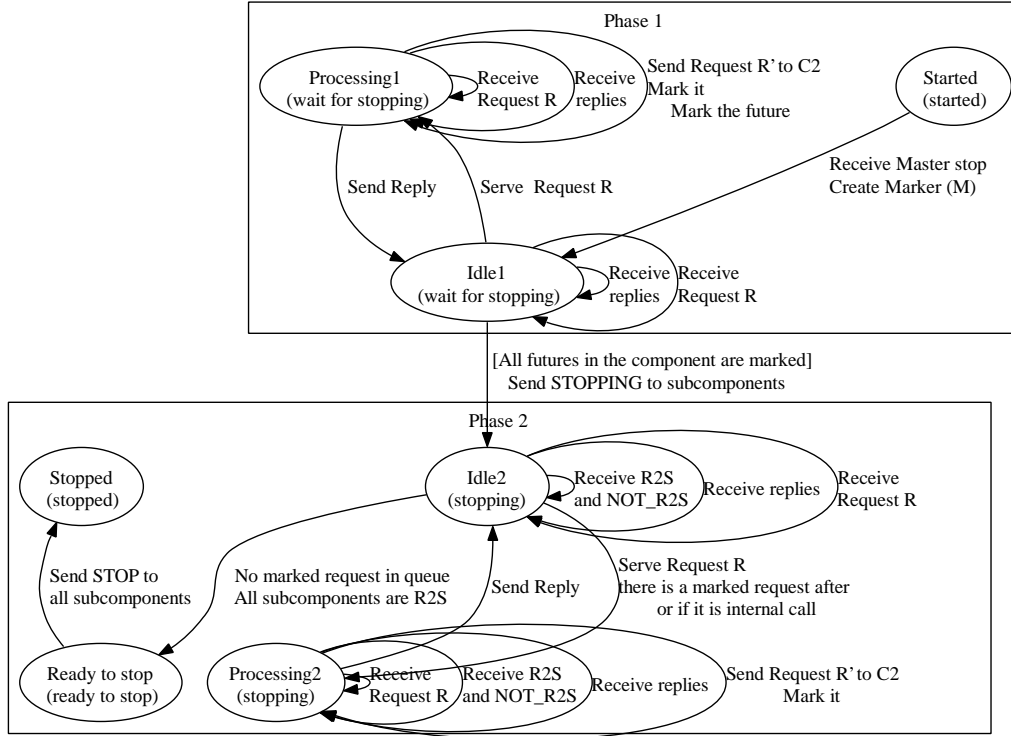 Phase 1
Processing1
(wait for stopping)
Receive
Request R
Receive
replies
Send Request R' to C2
Mark it
Mark the future
Started
(started)
Send Reply
Serve Request R
Receive Master stop
Create Marker (M)
Idle1
(wait for stopping)
Receive
replies
Receive
Request R
[All futures in the component are marked]
Send STOPPING to subcomponents
Phase 2
Stopped
(stopped)
Idle2
(stopping)
Receive R2S
and NOT_R2S
Receive replies
Receive
Request R
Send STOP to
all subcomponents
No marked request in queue
All subcomponents are R2S
Send Reply
Serve Request R
there is a marked request after
or if it is internal call
Ready to stop
(ready to stop)
Processing2
(stopping)
Receive
Request R
Receive R2S
and NOT_R2S
Receive replies
Send Request R' to C2
Mark it